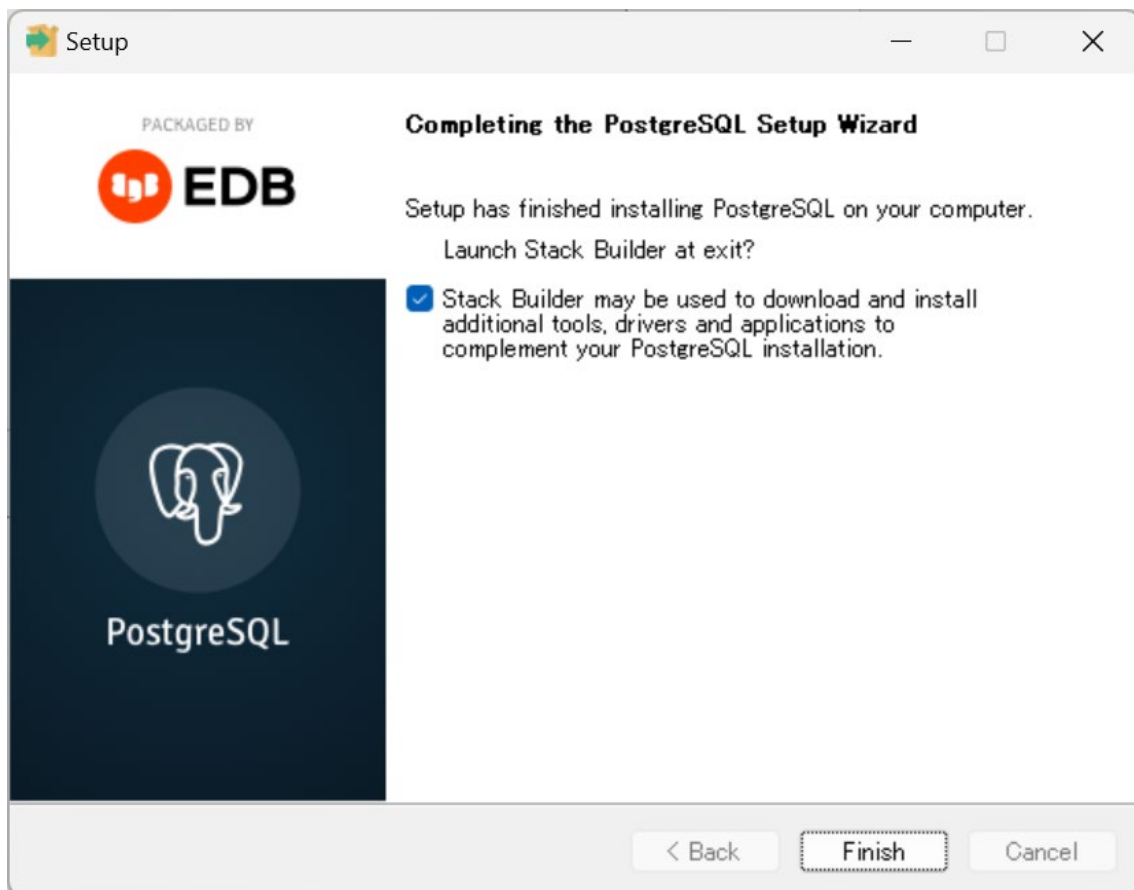 Setup
PACKAGED BY
EDB
PostgreSQL
Completing the PostgreSQL Setup Wizard
Setup has finished installing PostgreSQL on your computer.
Launch Stack Builder at exit?
Stack Builder may be used to download and install
additional tools, drivers and applications to
complement your PostgreSQL installation.
< Back
Finish
Cancel